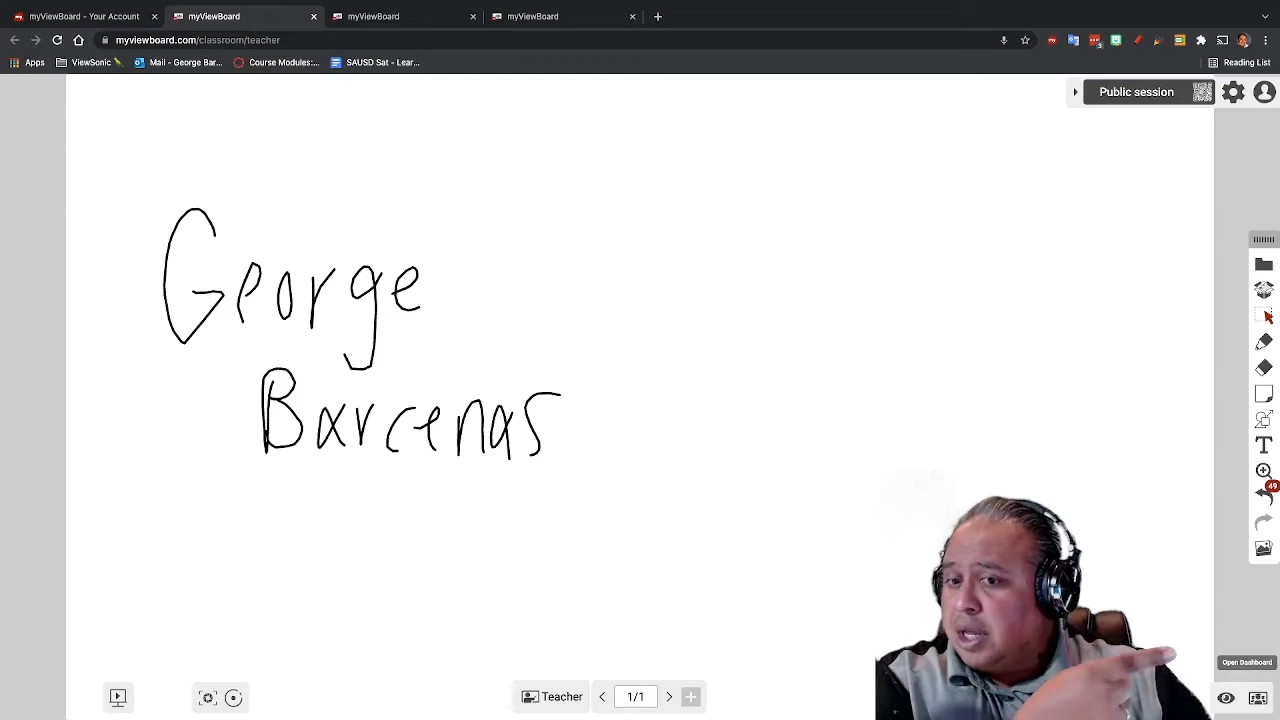 myViewBoard - Your Account
myViewBoard
myViewBoard
myViewBoard
myviewboard.com/classroom/teacher
Apps
ViewSonic
Mail - George Bar...
Course Modules:...
SAUSD Sat - Lear...
Reading List
Public session
George
Barcenas
49
Open Dashboard
Teacher
1/1